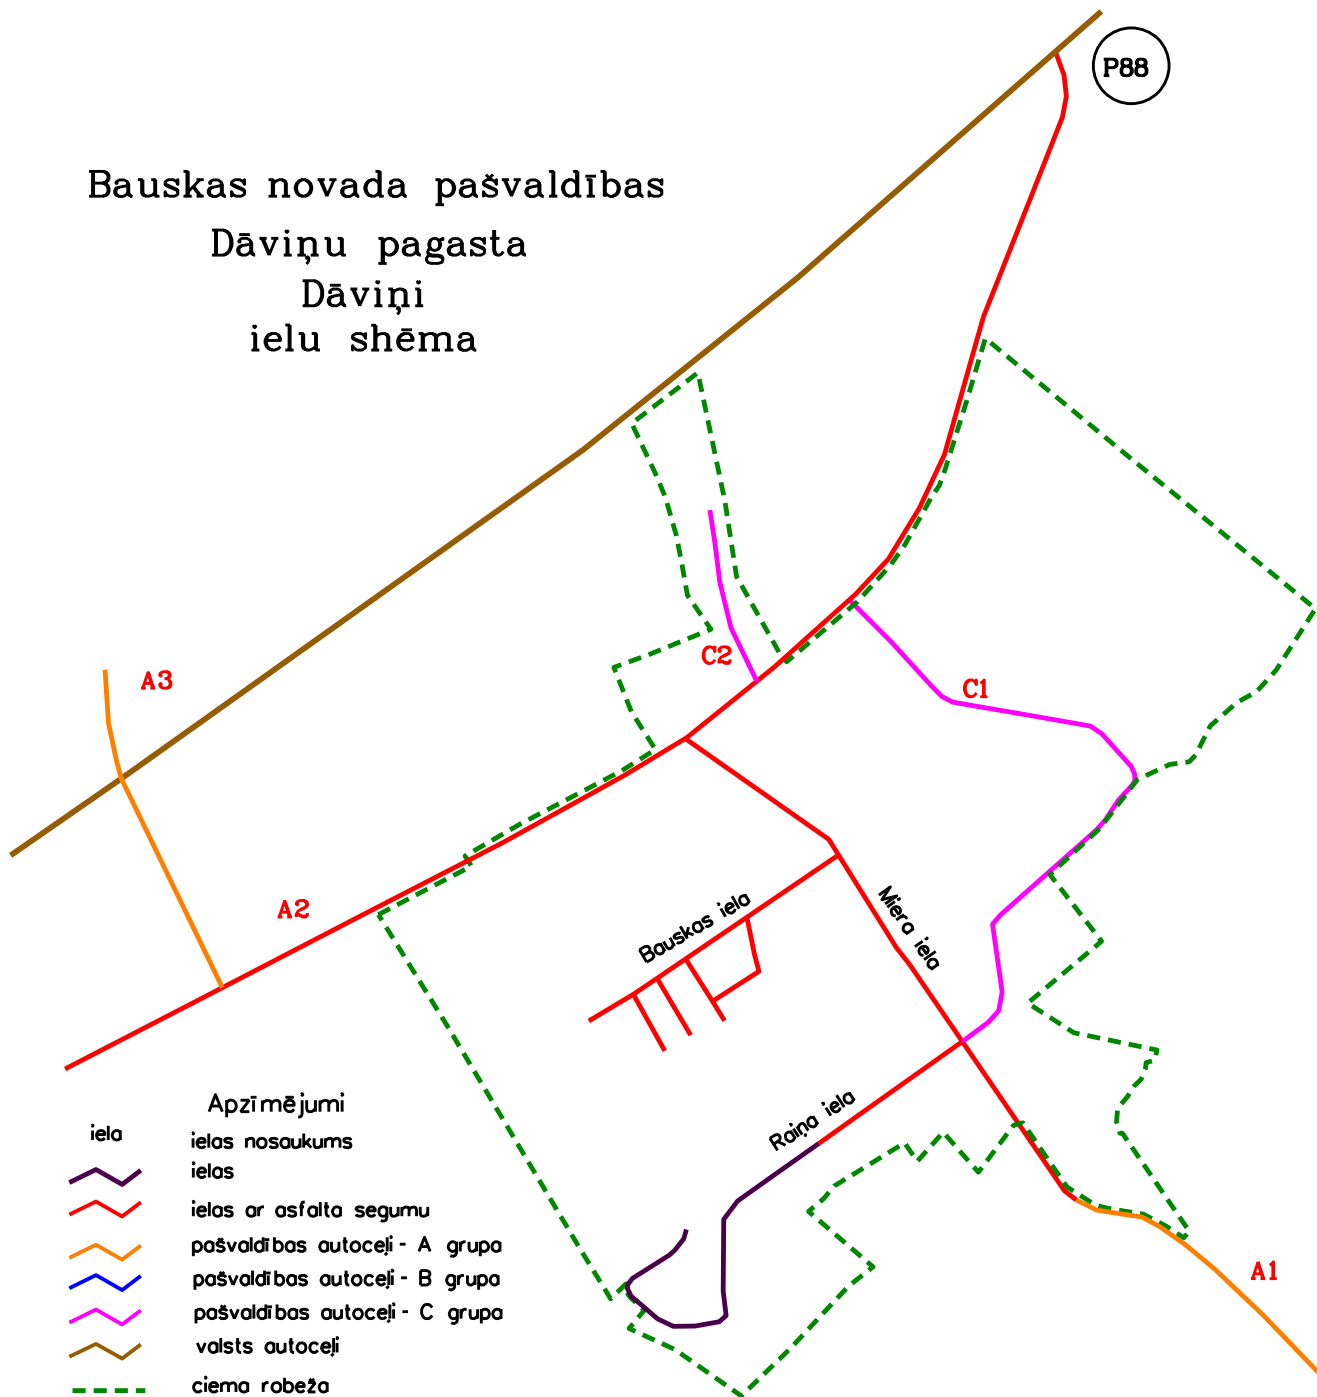 P88
Bauskas novada pašvaldības
Dāviņu pagasta
Dāviņi
ielu shēma
A3
C2
C1
A2
Bauskas iela
Miera iela
Raiņa iela
A1
Apzīmējumi
iela ielas nosaukums
ielas
ielas ar asfalta segumu
pašvaldības autoceļi - A grupa
pašvaldības autoceļi - B grupa
pašvaldības autoceļi - C grupa
valsts autoceļi
ciema robeža